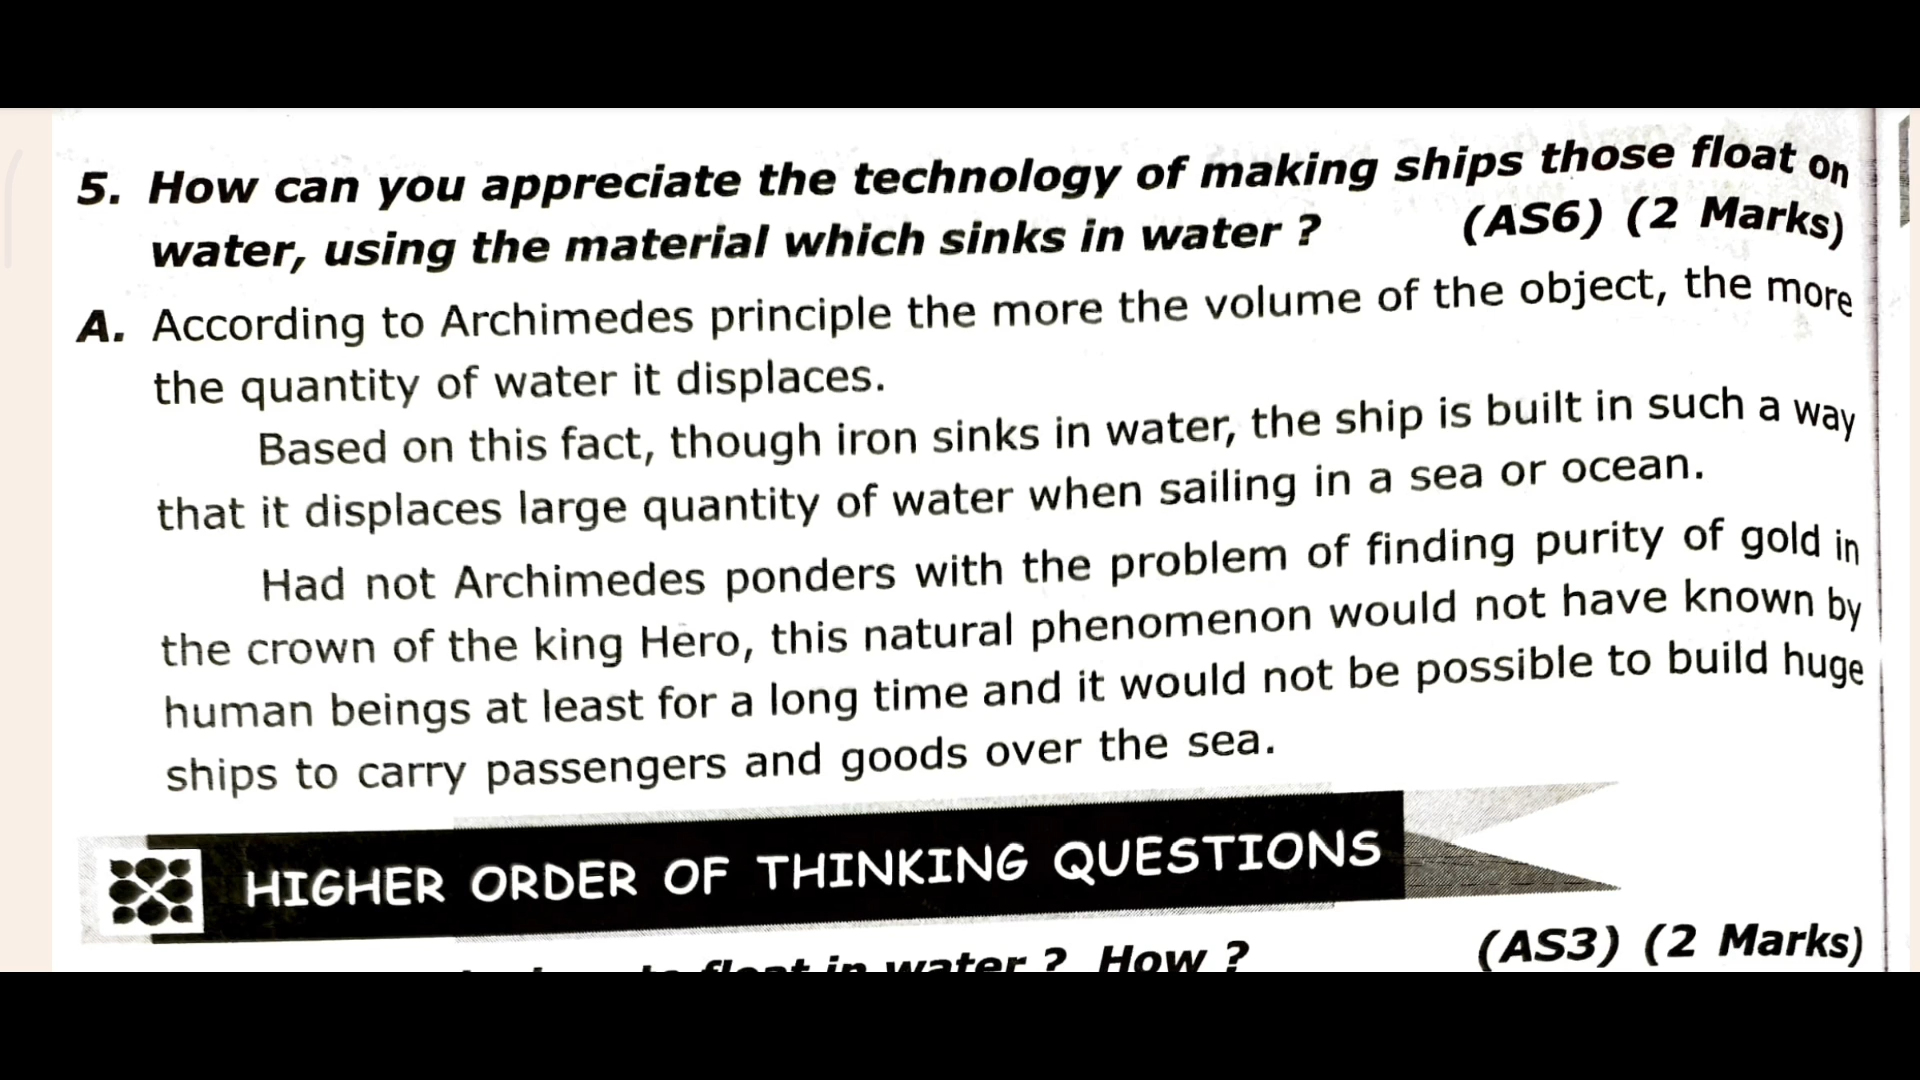 5. How can you appreciate the technology of making ships those float on
water, using the material which sinks in water ? (AS6) (2 Marks)
A. According to Archimedes principle the more the volume of the object, the more
the quantity of water it displaces.
Based on this fact, though iron sinks in water, the ship is built in such a way
that it displaces large quantity of water when sailing in a sea or ocean.
Had not Archimedes ponders with the problem of finding purity of gold in
the crown of the king Hero, this natural phenomenon would not have known by
human beings at least for a long time and it would not be possible to build huge
ships to carry passengers and goods over the sea.
HIGHER ORDER OF THINKING QUESTIONS
float in water ? How ? (AS3) (2 Marks)